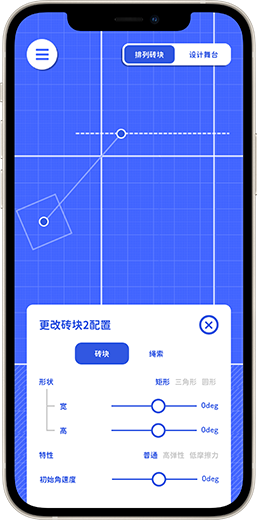 排列砖块 设计舞台
更改砖块2配置
砖块 绳索
形状 矩形 三角形 圆形
宽 0deg
高 0deg
特性 普通 高弹性 低摩擦力
初始角速度 0deg